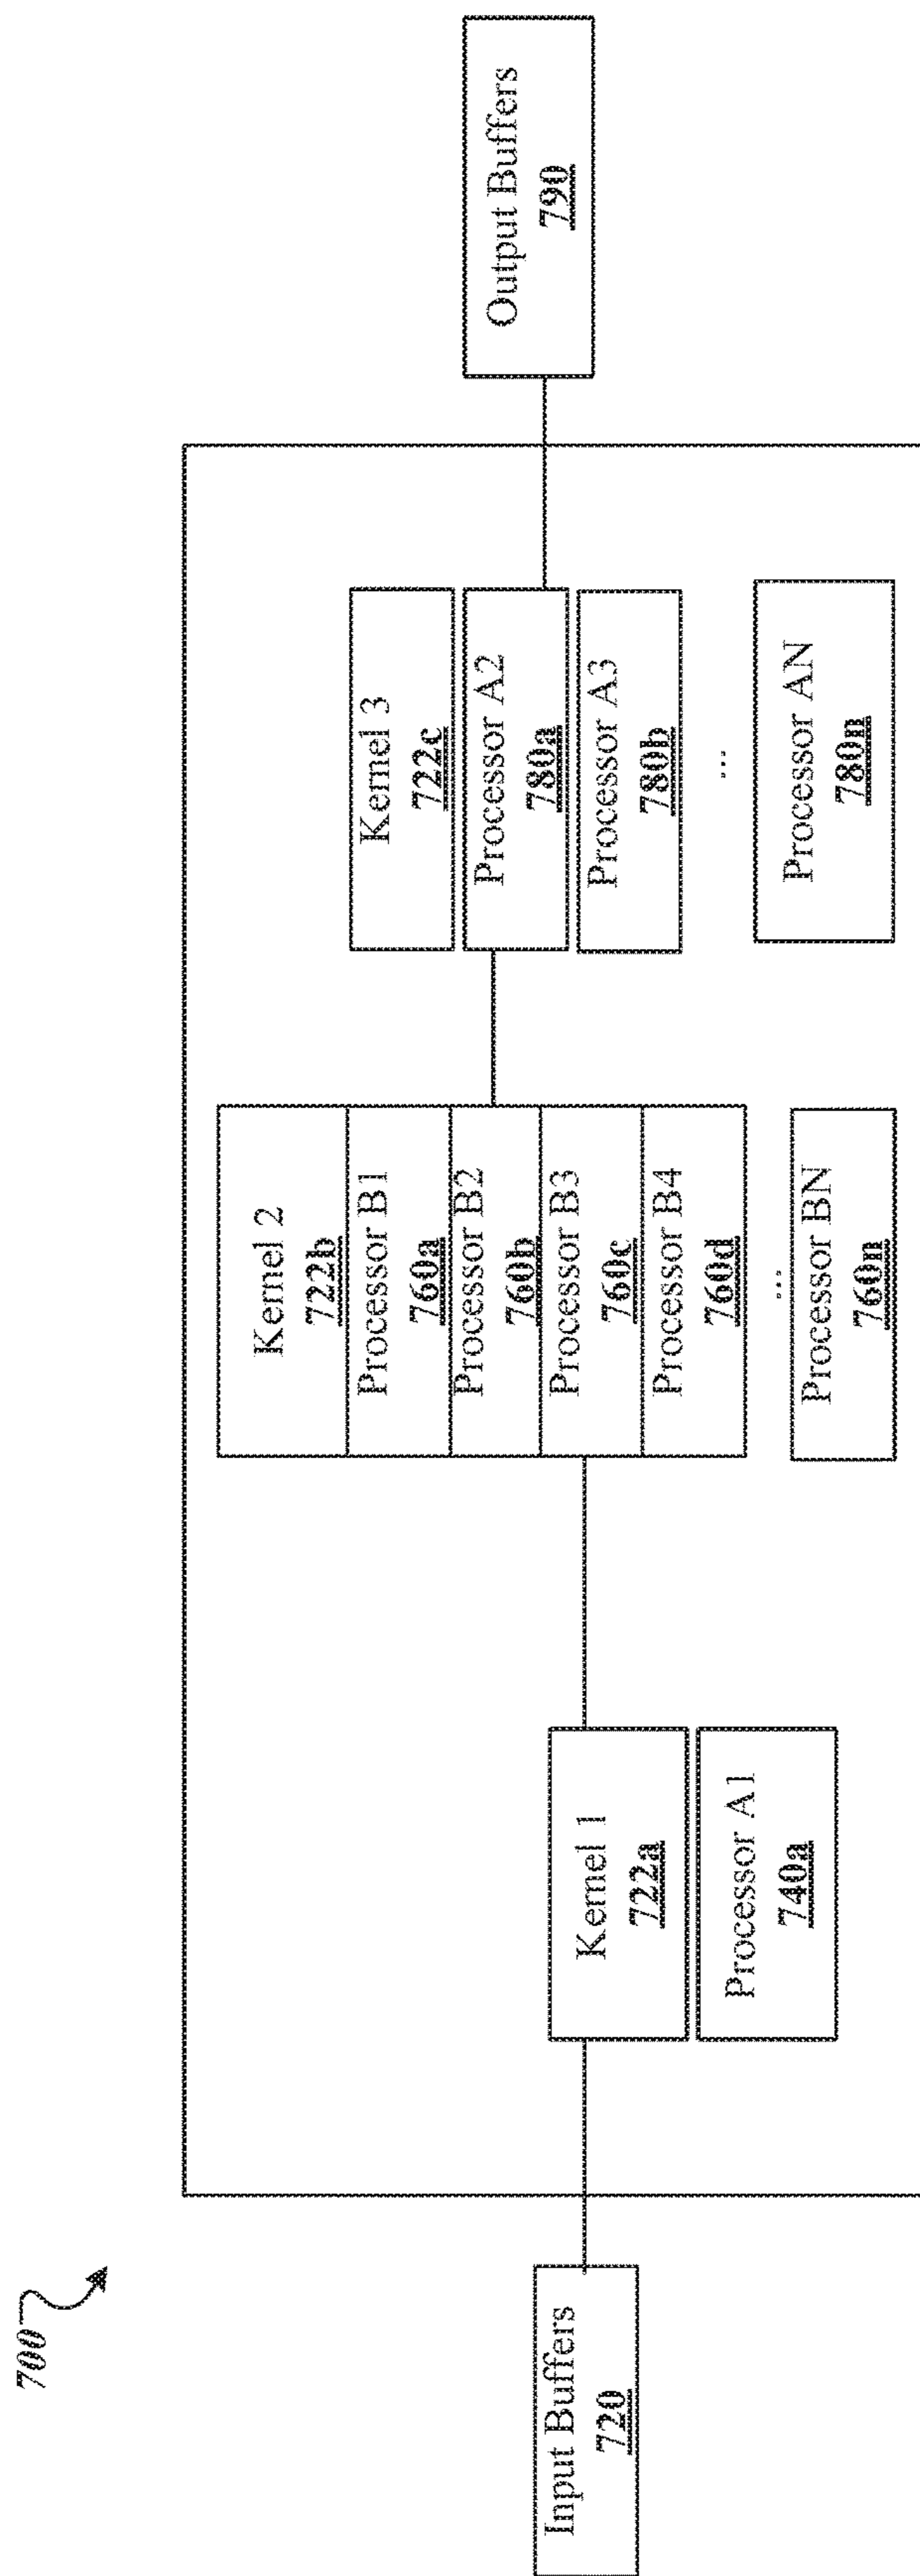 700
Input Buffers
720
Kernel 1
722a
Processor A1
740a
Kernel 2
722b
Processor B1
760a
Processor B2
760b
Processor B3
760c
Processor B4
760d
...
Processor BN
760n
Kernel 3
722c
Processor A2
780a
Processor A3
780b
...
Processor AN
780n
Output Buffers
790